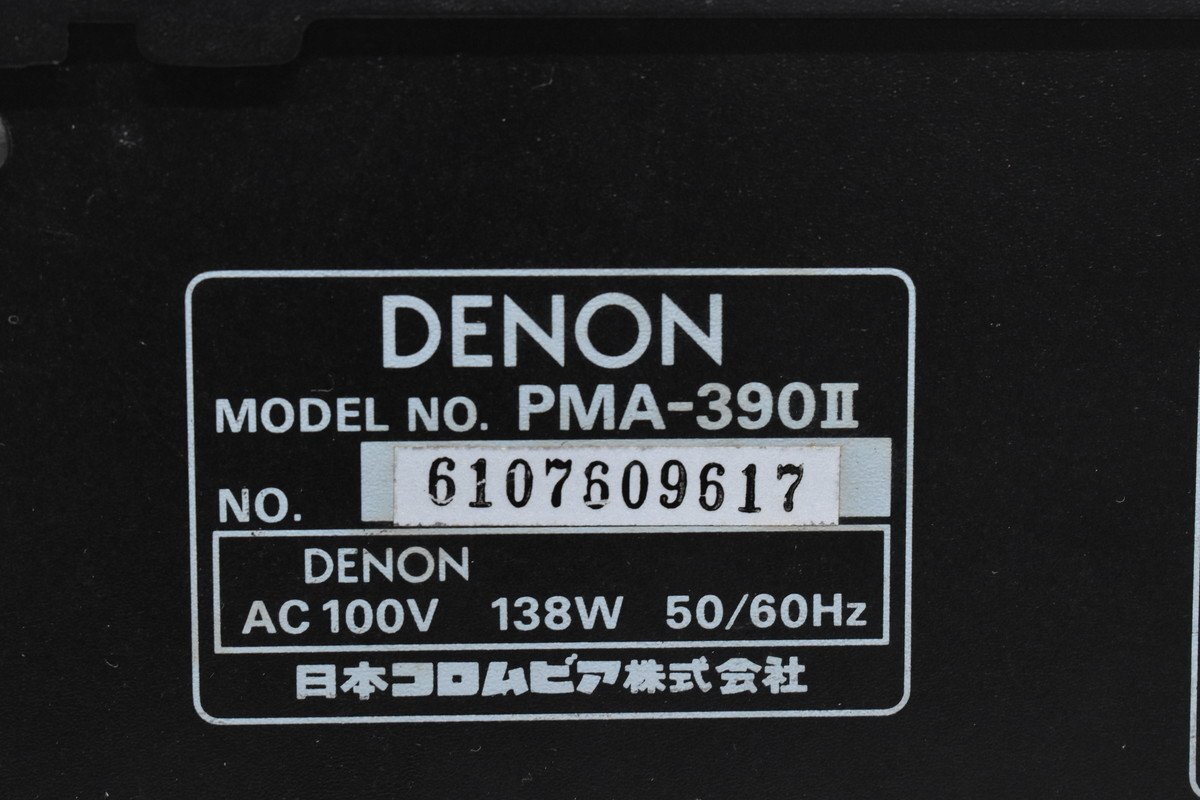 DENON
MODEL NO. PMA-390II
NO. 6107609617
DENON
AC 100V 138W 50/60Hz
日本コロムビア株式会社